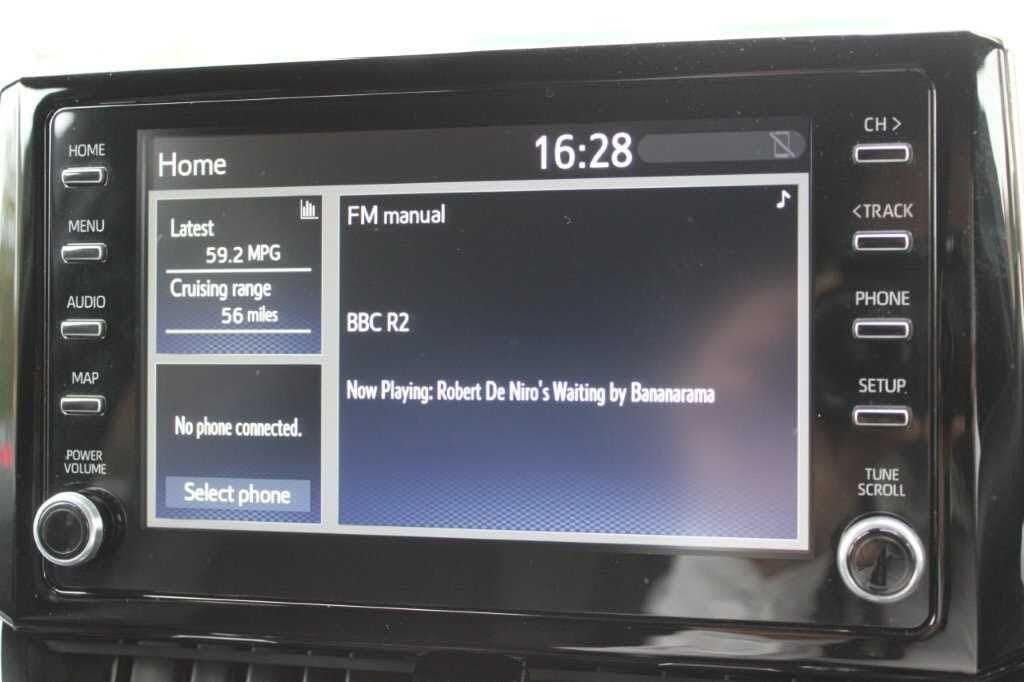 HOME
MENU
AUDIO
MAP
POWER
VOLUME
Home
16:28
Latest
59.2 MPG
Cruising range
56 miles
No phone connected.
Select phone
FM manual
BBC R2
Now Playing: Robert De Niro's Waiting by Bananarama
CH >
<TRACK
PHONE
SETUP
TUNE
SCROLL